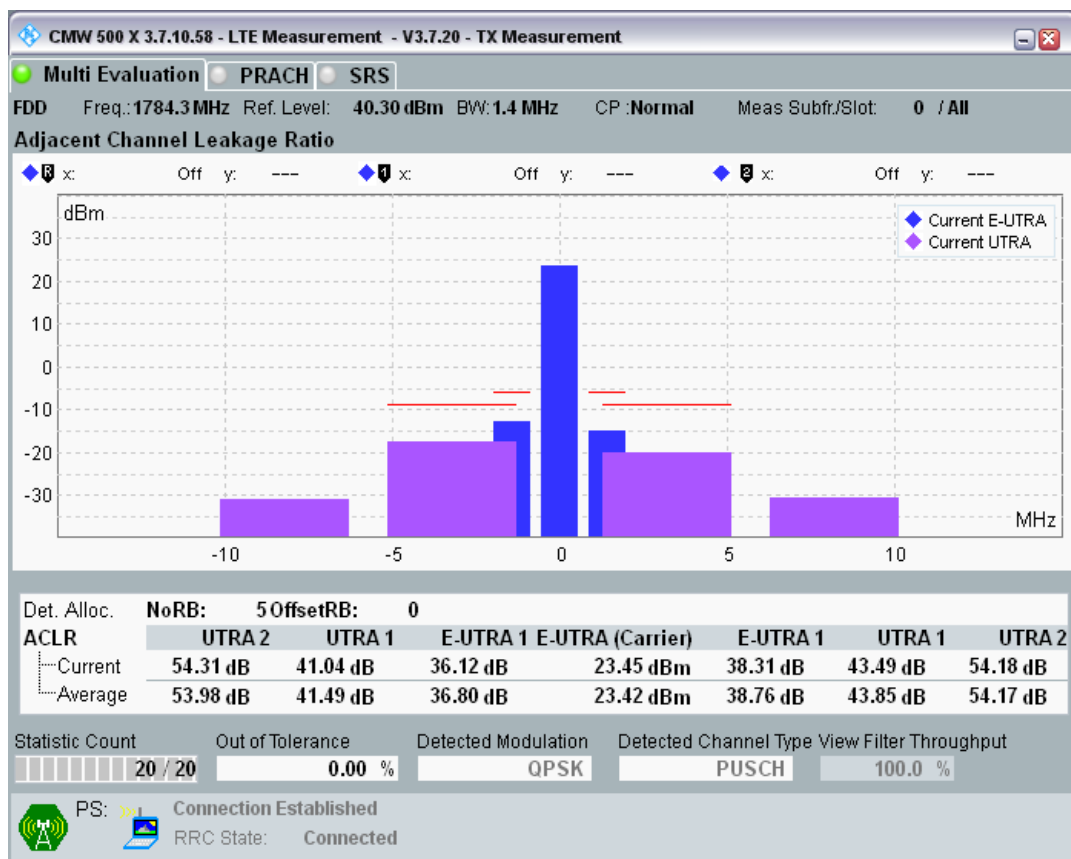 CMW 500 X 3.7.10.58 - LTE Measurement - V3.7.20 - TX Measurement
Multi Evaluation PRACH SRS
FDD Freq.: 1784.3 MHz Ref. Level: 40.30 dBm BW: 1.4 MHz CP :Normal Meas Subfr./Slot: 0 / All
Adjacent Channel Leakage Ratio
R x: Off y: --- 1 x: Off y: --- 2 x: Off y: ---
dBm
Current E-UTRA
Current UTRA
30
20
10
0
-10
-20
-30
MHz
-10 -5 0 5 10
Det. Alloc. NoRB: 5 OffsetRB: 0
ACLR UTRA 2 UTRA 1 E-UTRA 1 E-UTRA (Carrier) E-UTRA 1 UTRA 1 UTRA 2
Current 54.31 dB 41.04 dB 36.12 dB 23.45 dBm 38.31 dB 43.49 dB 54.18 dB
Average 53.98 dB 41.49 dB 36.80 dB 23.42 dBm 38.76 dB 43.85 dB 54.17 dB
Statistic Count Out of Tolerance Detected Modulation Detected Channel Type View Filter Throughput
20 / 20 0.00 % QPSK PUSCH 100.0 %
PS: Connection Established
RRC State: Connected